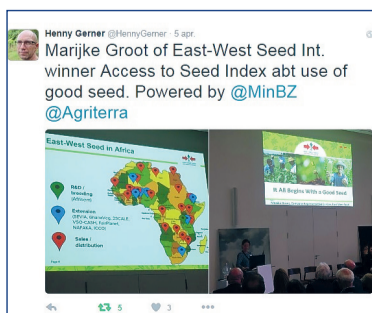 Henny Gerner @HennyGerner · 5 apr.
Marijke Groot of East-West Seed Int.
winner Access to Seed Index abt use of
good seed. Powered by @MinBZ
@Agriterra
East-West Seed in Africa
R&D /
breeding
Extension
Sales /
distribution
It All Begins With a Good Seed
5 3